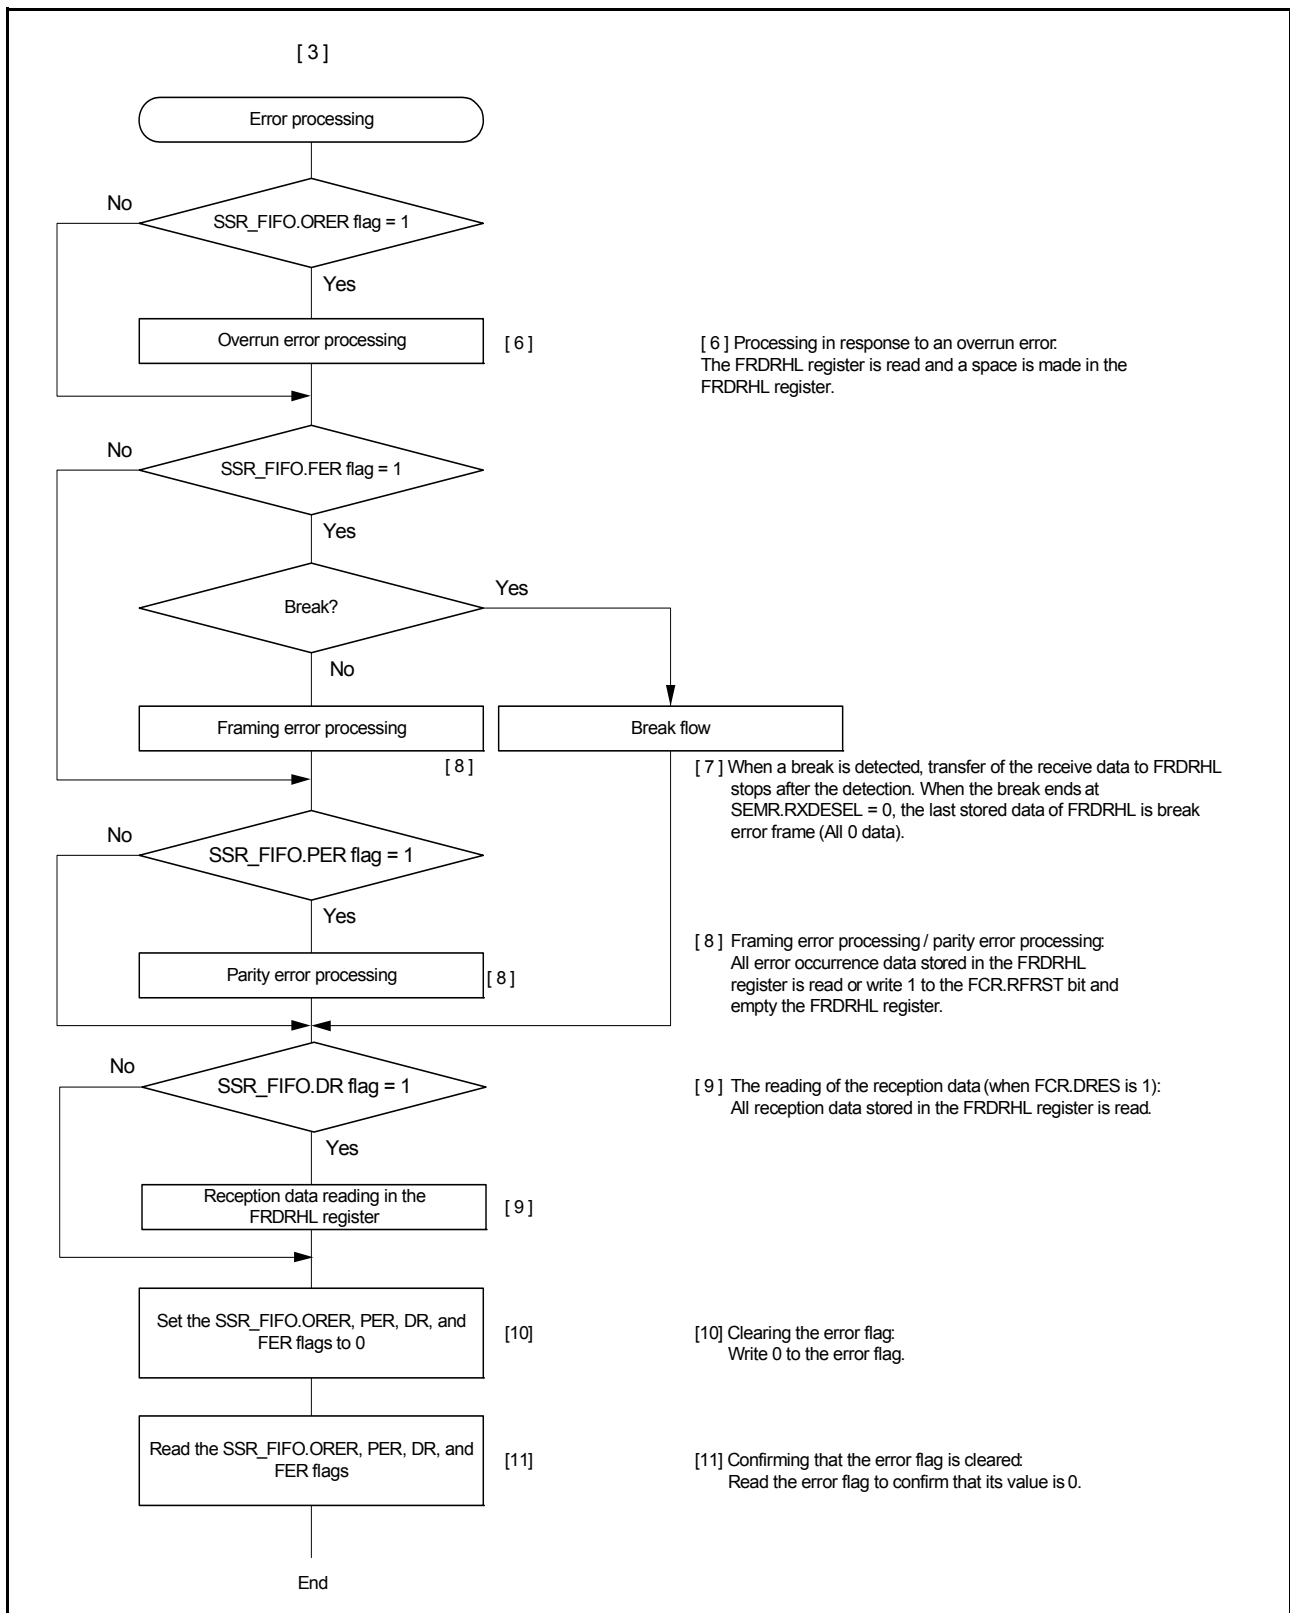 [ 3 ]
Error processing
No
SSR_FIFO.ORER flag = 1
Yes
Overrun error processing
[ 6 ]
[ 6 ] Processing in response to an overrun error:
The FRDRHL register is read and a space is made in the
FRDRHL register.
No
SSR_FIFO.FER flag = 1
Yes
Break?
Yes
No
Framing error processing
Break flow
[ 8 ]
[ 7 ] When a break is detected, transfer of the receive data to FRDRHL
stops after the detection. When the break ends at
SEMR.RXDESEL = 0, the last stored data of FRDRHL is break
error frame (All 0 data).
No
SSR_FIFO.PER flag = 1
Yes
Parity error processing
[ 8 ]
[ 8 ] Framing error processing / parity error processing:
All error occurrence data stored in the FRDRHL
register is read or write 1 to the FCR.RFRST bit and
empty the FRDRHL register.
No
SSR_FIFO.DR flag = 1
Yes
[ 9 ] The reading of the reception data (when FCR.DRES is 1):
All reception data stored in the FRDRHL register is read.
Reception data reading in the
FRDRHL register
[ 9 ]
Set the SSR_FIFO.ORER, PER, DR, and
FER flags to 0
[10]
[10] Clearing the error flag:
Write 0 to the error flag.
Read the SSR_FIFO.ORER, PER, DR, and
FER flags
[11]
[11] Confirming that the error flag is cleared:
Read the error flag to confirm that its value is 0.
End